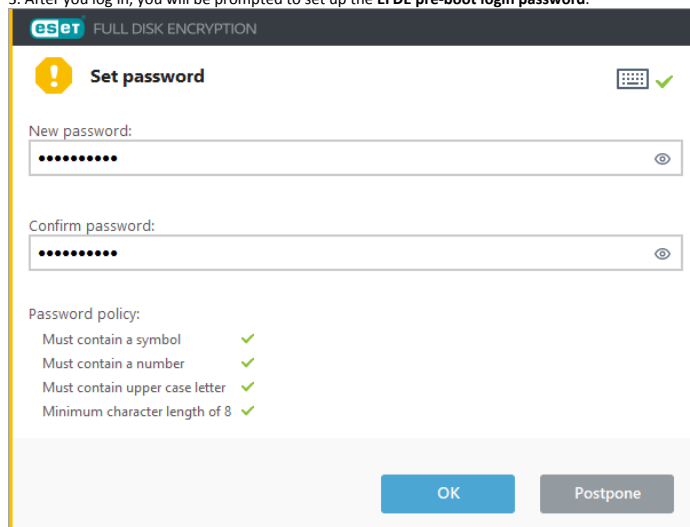 3. After you log in, you will be prompted to set up the EFDE pre-boot login password.
eset FULL DISK ENCRYPTION
Set password
New password:
••••••••••
Confirm password:
••••••••••
Password policy:
Must contain a symbol
Must contain a number
Must contain upper case letter
Minimum character length of 8
OK Postpone